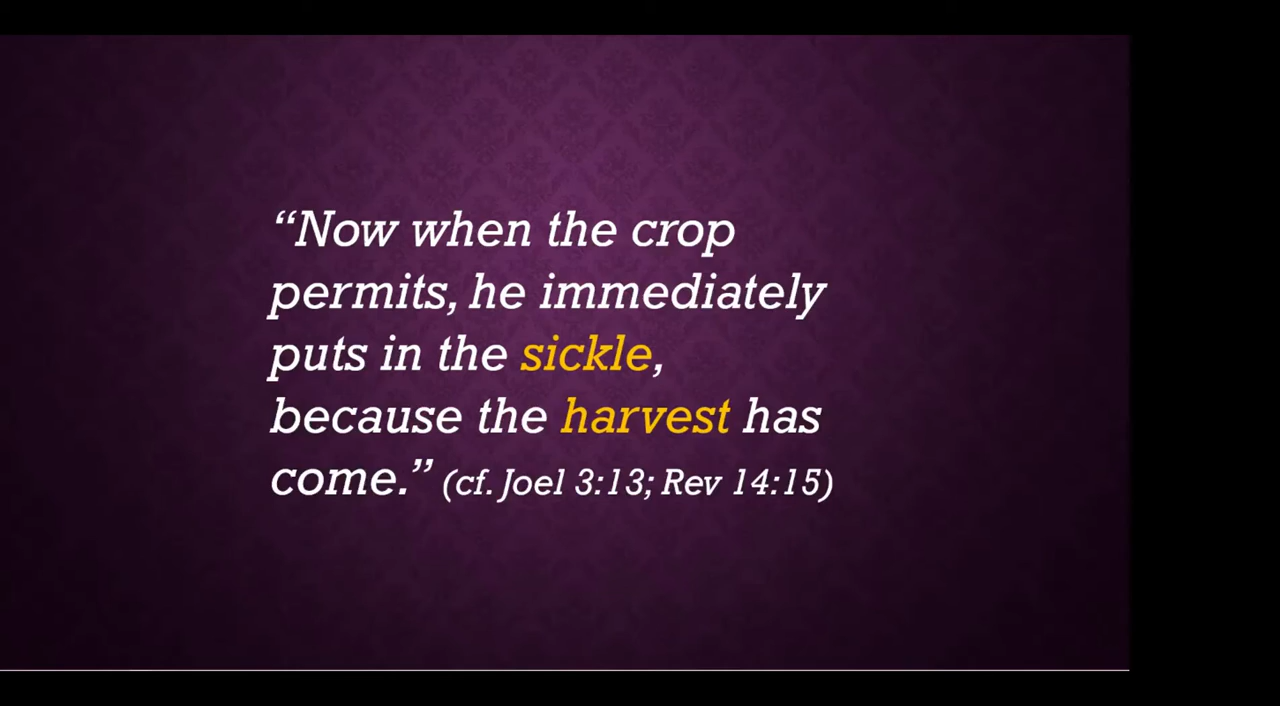 “Now when the crop
permits, he immediately
puts in the sickle,
because the harvest has
come.” (cf. Joel 3:13; Rev 14:15)